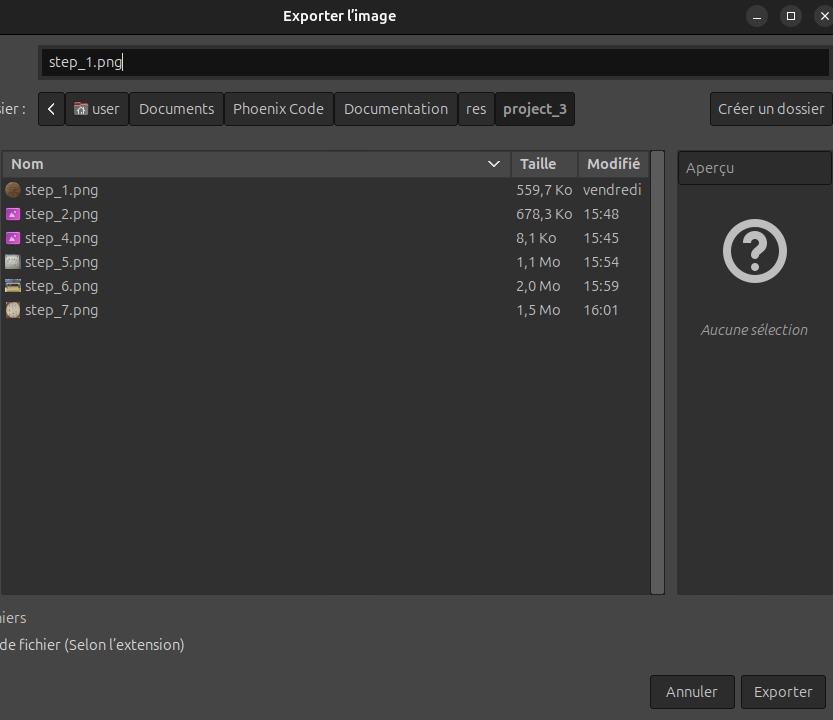 Exporter l’image
step_1.png
sier : user Documents Phoenix Code Documentation res project_3 Créer un dossier
Nom Taille Modifié Aperçu
step_1.png 559,7 Ko vendredi
step_2.png 678,3 Ko 15:48
step_4.png 8,1 Ko 15:45
step_5.png 1,1 Mo 15:54
step_6.png 2,0 Mo 15:59
step_7.png 1,5 Mo 16:01
Aucune sélection
hiers
de fichier (Selon l’extension)
Annuler Exporter